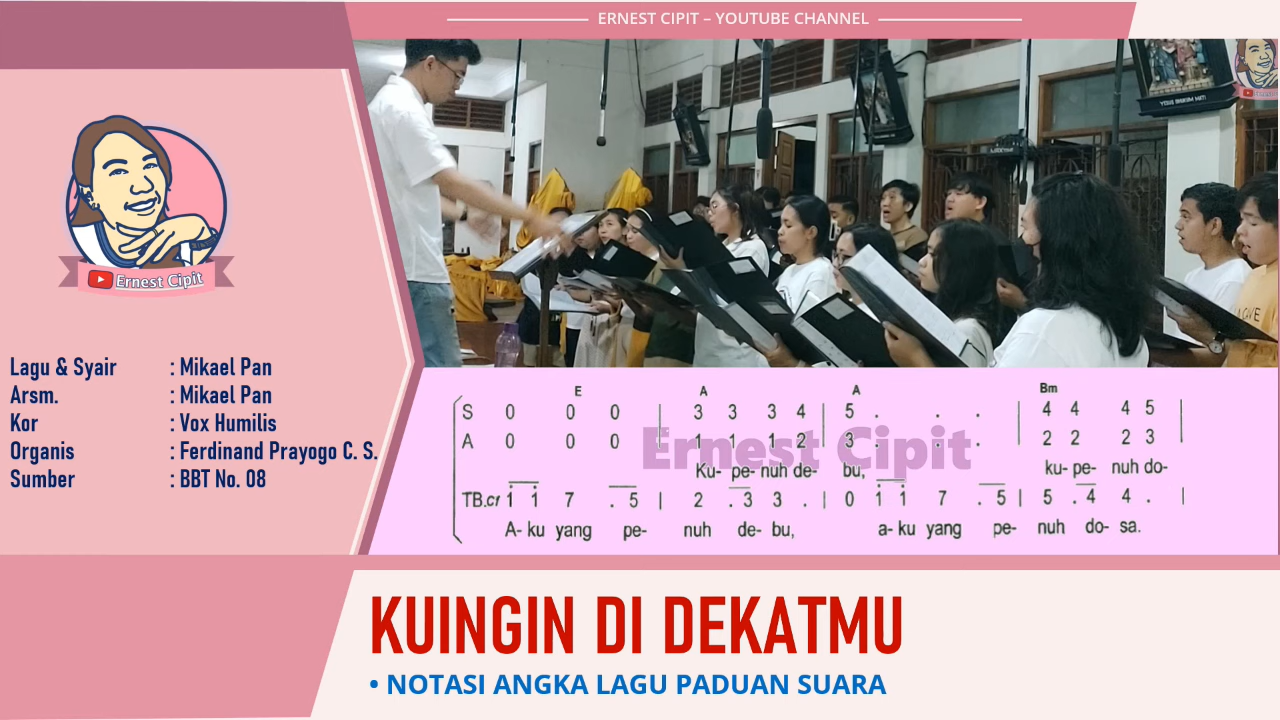 ERNEST CIPIT – YOUTUBE CHANNEL
Ernest Cipit
Lagu & Syair : Mikael Pan
Arsm. : Mikael Pan
Kor : Vox Humilis
Organis : Ferdinand Prayogo C. S.
Sumber : BBT No. 08
E A A Bm
S 0 0 0 | 3 3 3 4 | 5 . . . | 4 4 4 5 |
A 0 0 0 | 1 1 1 2 | 3 . . . | 2 2 2 3 |
Ernest Cipit
Ku- pe- nuh de- bu, ku- pe- nuh do-
TB.cf 1̇ 1̇ 7 . 5 | 2 . 3 3 . | 0 1̇ 1̇ 7 . 5 | 5 . 4 4 . |
A- ku yang pe- nuh de- bu, a- ku yang pe- nuh do- sa.
KUINGIN DI DEKATMU
• NOTASI ANGKA LAGU PADUAN SUARA